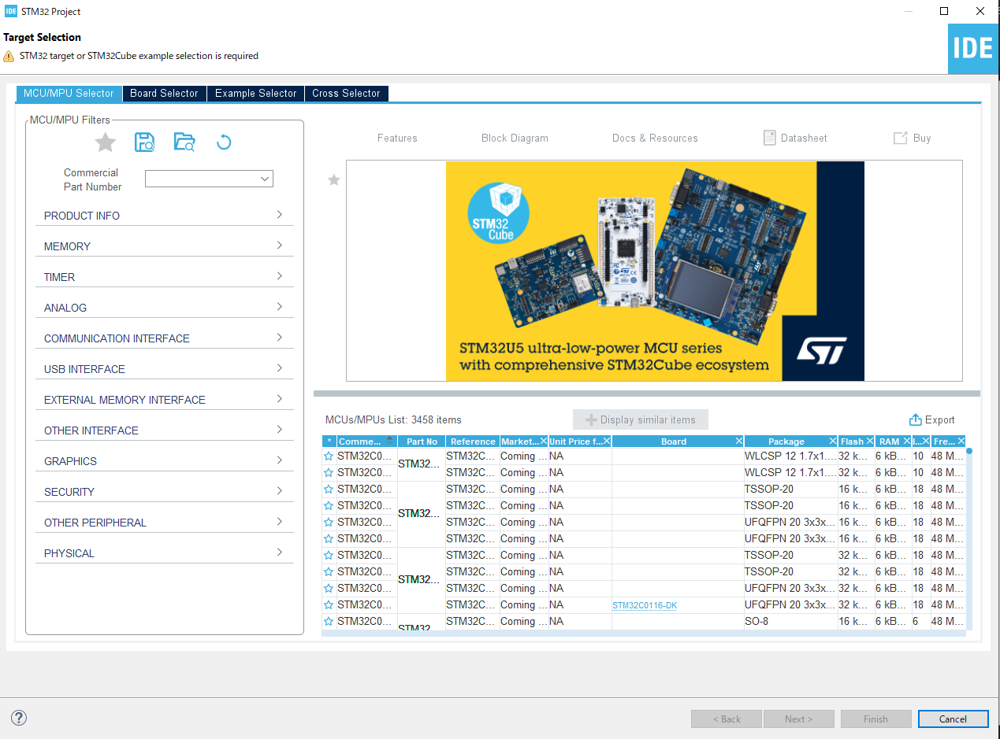 IDE STM32 Project
Target Selection
STM32 target or STM32Cube example selection is required
IDE
MCU/MPU Selector Board Selector Example Selector Cross Selector
MCU/MPU Filters
Commercial
Part Number
PRODUCT INFO
MEMORY
TIMER
ANALOG
COMMUNICATION INTERFACE
USB INTERFACE
EXTERNAL MEMORY INTERFACE
OTHER INTERFACE
GRAPHICS
SECURITY
OTHER PERIPHERAL
PHYSICAL
Features Block Diagram Docs & Resources Datasheet Buy
STM32
Cube
STM32U5 ultra-low-power MCU series
with comprehensive STM32Cube ecosystem
ST
MCUs/MPUs List: 3458 items
Display similar items
Export
* Comme... Part No Reference Market... Unit Price f... Board Package Flash RAM I... Fre...
STM32C0... STM32... STM32C... Coming ... NA WLCSP 12 1.7x1.... 32 k... 6 kB... 10 48 M...
STM32C0... STM32C... Coming ... NA WLCSP 12 1.7x1.... 32 k... 6 kB... 10 48 M...
STM32C0... STM32C... Coming ... NA TSSOP-20 16 k... 6 kB... 18 48 M...
STM32C0... STM32... STM32C... Coming ... NA TSSOP-20 16 k... 6 kB... 18 48 M...
STM32C0... STM32C... Coming ... NA UFQFPN 20 3x3x... 16 k... 6 kB... 18 48 M...
STM32C0... STM32C... Coming ... NA UFQFPN 20 3x3x... 16 k... 6 kB... 18 48 M...
STM32C0... STM32C... Coming ... NA TSSOP-20 32 k... 6 kB... 18 48 M...
STM32C0... STM32... STM32C... Coming ... NA TSSOP-20 32 k... 6 kB... 18 48 M...
STM32C0... STM32C... Coming ... NA UFQFPN 20 3x3x... 32 k... 6 kB... 18 48 M...
STM32C0... STM32C... Coming ... NA STM32C0116-DK UFQFPN 20 3x3x... 32 k... 6 kB... 18 48 M...
STM32C0... STM32 STM32C... Coming ... NA SO-8 16 k... 6 kB... 6 48 M...
?
< Back Next > Finish Cancel